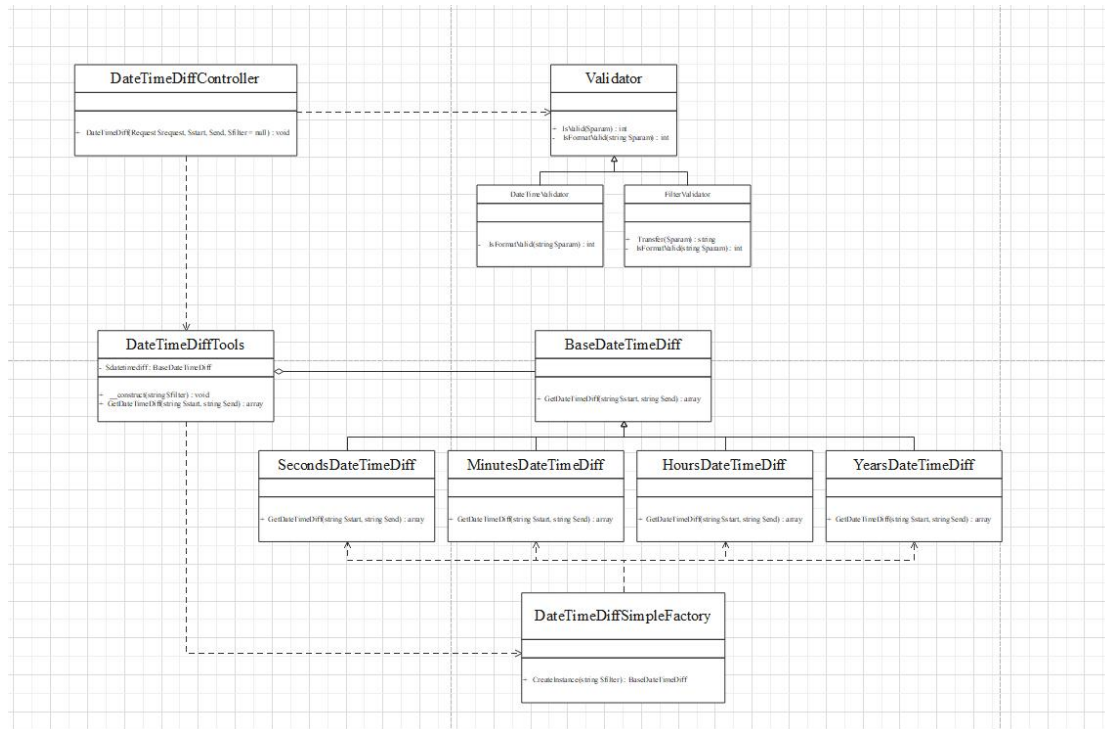 DateTimeDiffController
+ DateTimeDiff(Request $request, $start, $end, $filter = null) : void
Validator
+ IsValid($param) : int
- IsFormatValid(string $param) : int
DateTimeValidator
- IsFormatValid(string $param) : int
FilterValidator
+ Transfer($param) : string
- IsFormatValid(string $param) : int
DateTimeDiffTools
- $datetimediff : BaseDateTimeDiff
+ __construct(string $filter) : void
+ GetDateTimeDiff(string $start, string $end) : array
BaseDateTimeDiff
+ GetDateTimeDiff(string $start, string $end) : array
SecondsDateTimeDiff
+ GetDateTimeDiff(string $start, string $end) : array
MinutesDateTimeDiff
+ GetDateTimeDiff(string $start, string $end) : array
HoursDateTimeDiff
+ GetDateTimeDiff(string $start, string $end) : array
YearsDateTimeDiff
+ GetDateTimeDiff(string $start, string $end) : array
DateTimeDiffSimpleFactory
+ CreateInstance(string $filter) : BaseDateTimeDiff